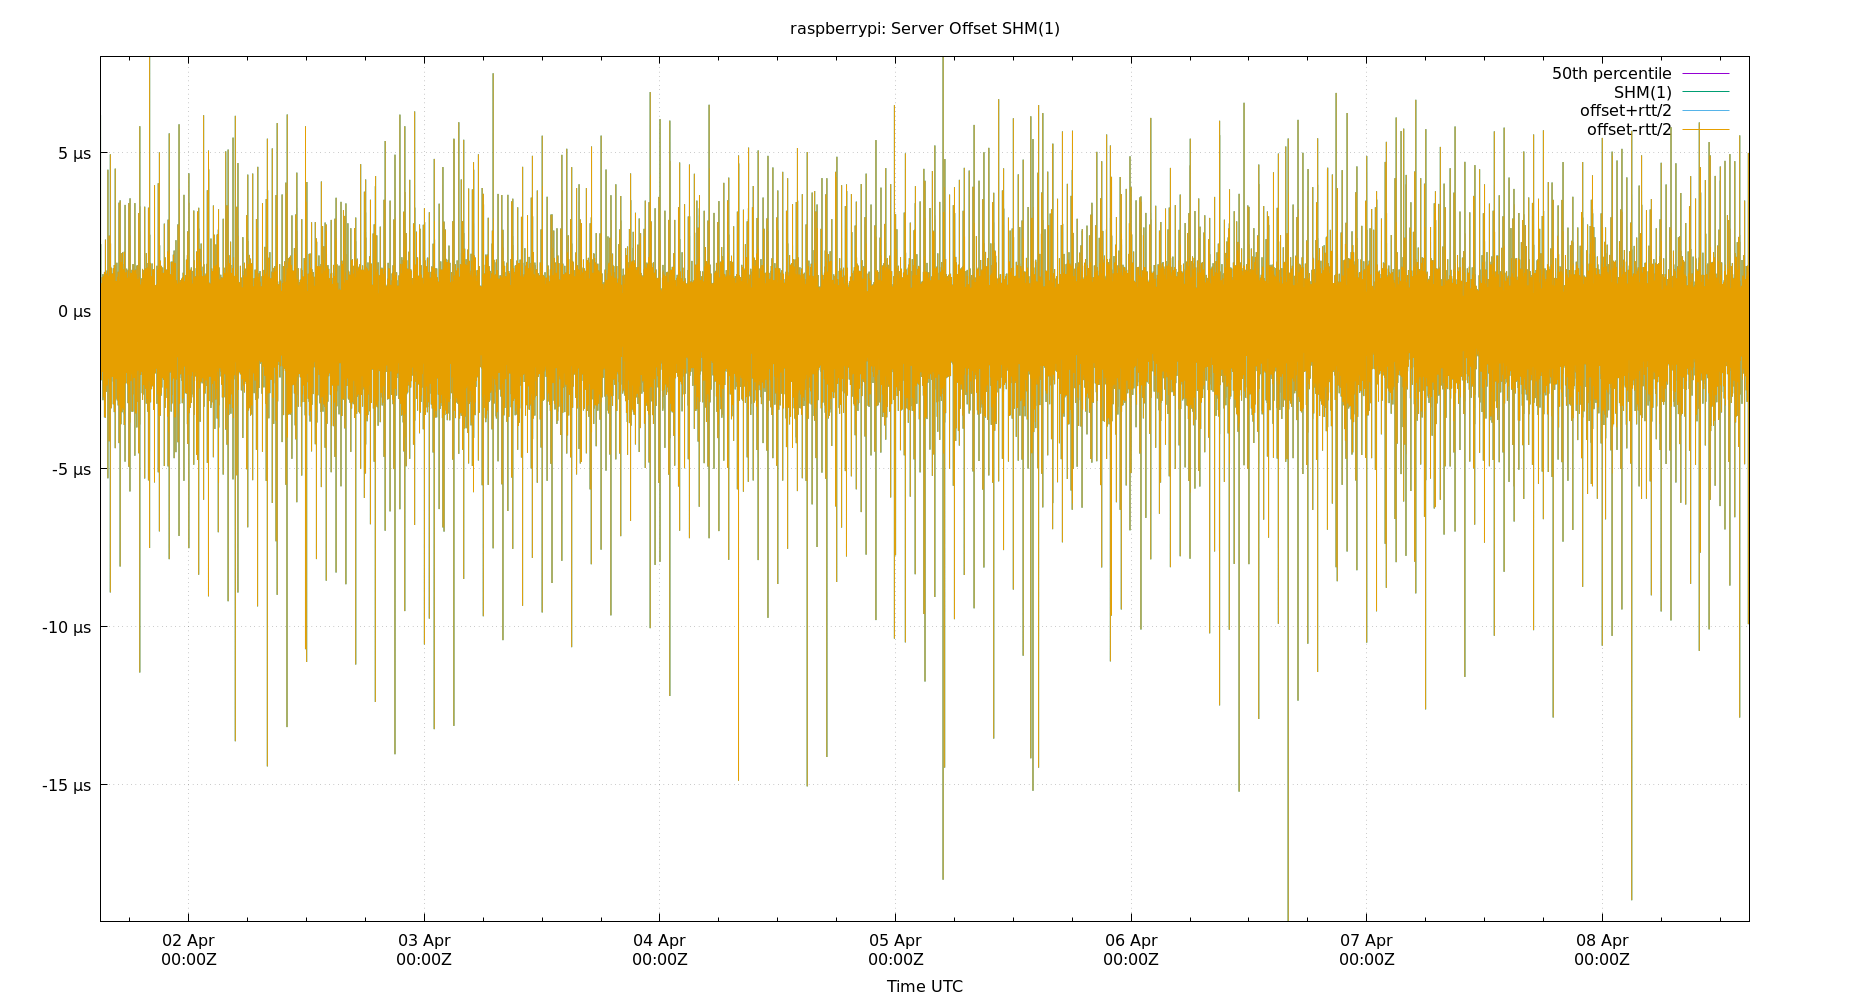 raspberrypi: Server Offset SHM(1)
50th percentile
SHM(1)
offset+rtt/2
offset-rtt/2
5 µs
0 µs
-5 µs
-10 µs
-15 µs
02 Apr 03 Apr 04 Apr 05 Apr 06 Apr 07 Apr 08 Apr
00:00Z 00:00Z 00:00Z 00:00Z 00:00Z 00:00Z 00:00Z
Time UTC